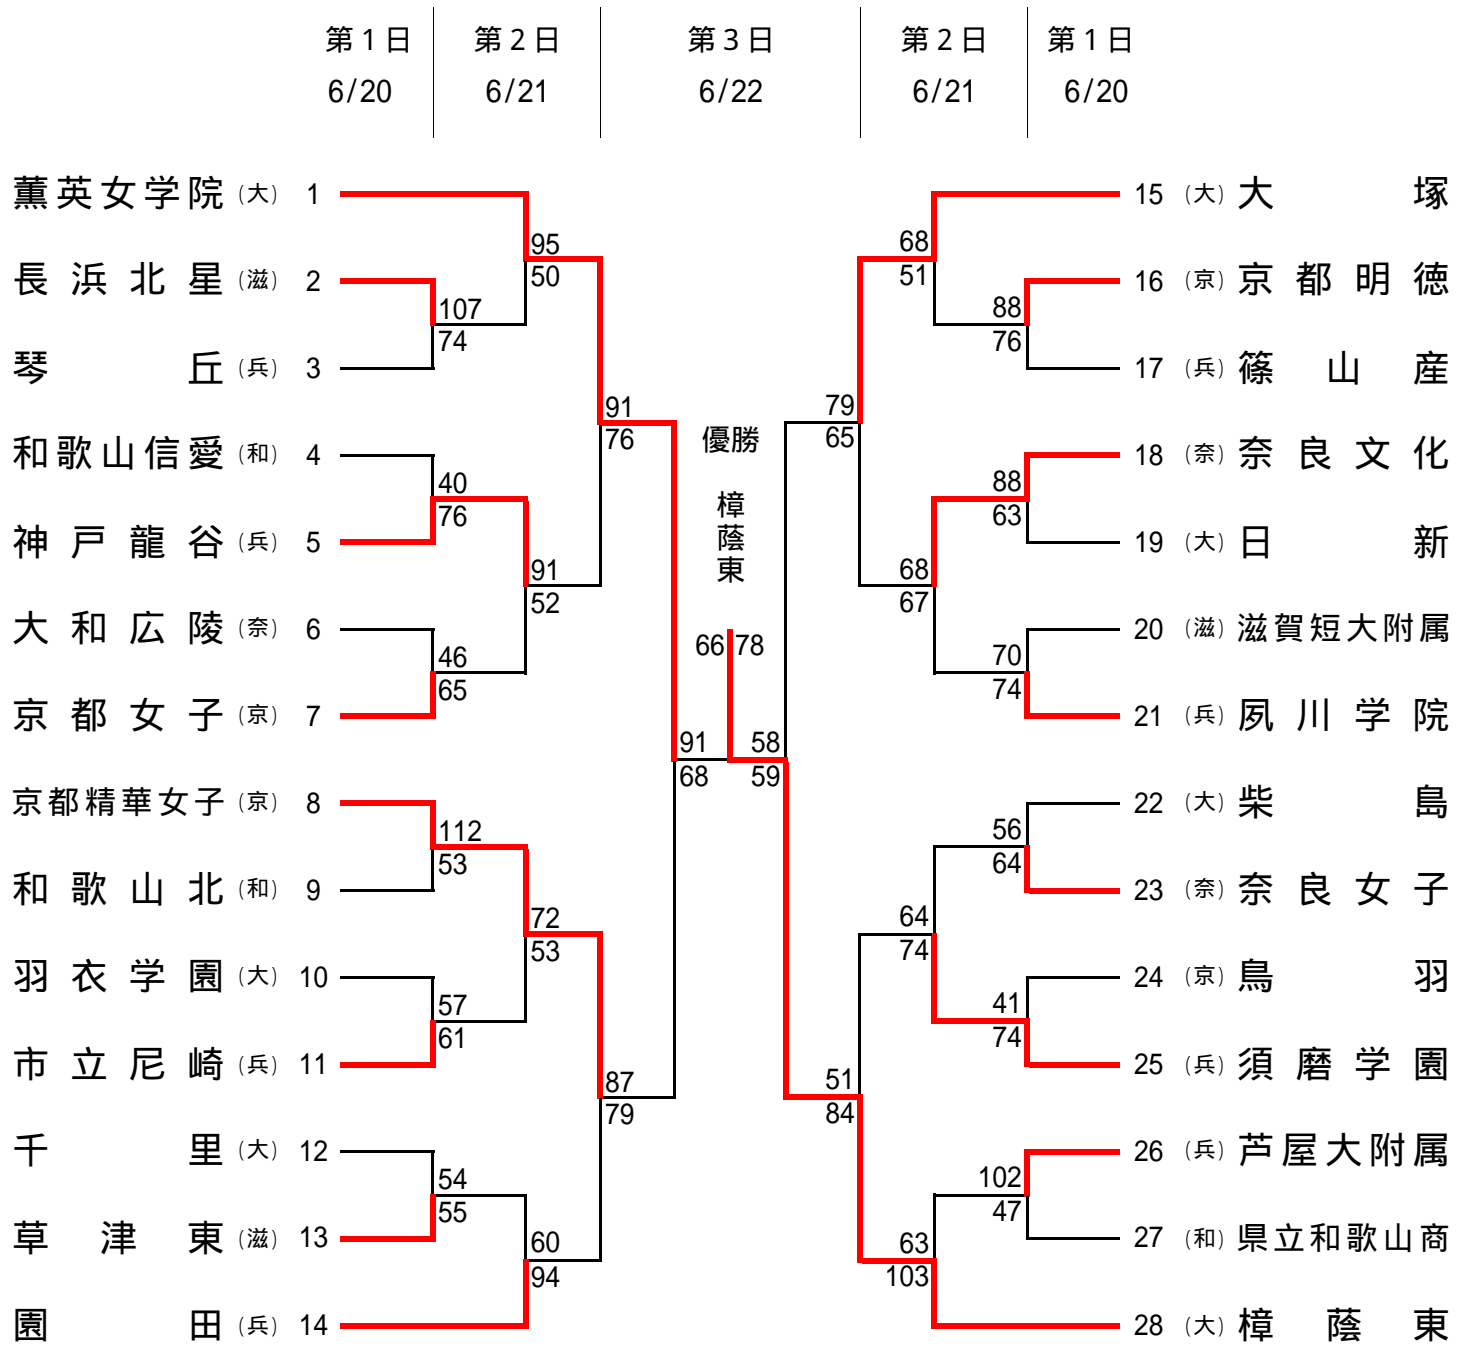 第1日 第2日 第3日 第2日 第1日
6/20 6/21 6/22 6/21 6/20
薫英女学院 (大) 1
長浜北星 (滋) 2
琴丘 (兵) 3
和歌山信愛 (和) 4
神戸龍谷 (兵) 5
大和広陵 (奈) 6
京都女子 (京) 7
京都精華女子 (京) 8
和歌山北 (和) 9
羽衣学園 (大) 10
市立尼崎 (兵) 11
千里 (大) 12
草津東 (滋) 13
園田 (兵) 14
95
50
107
74
40
76
91
52
46
65
112
53
72
53
57
61
54
55
60
94
91
76
87
79
91
68
優勝
樟蔭東
66 78
58
59
79
65
51
84
68
51
88
76
88
63
68
67
70
74
56
64
64
74
41
74
102
47
63
103
15 (大) 大塚
16 (京) 京都明徳
17 (兵) 篠山産
18 (奈) 奈良文化
19 (大) 日新
20 (滋) 滋賀短大附属
21 (兵) 夙川学院
22 (大) 柴島
23 (奈) 奈良女子
24 (京) 鳥羽
25 (兵) 須磨学園
26 (兵) 芦屋大附属
27 (和) 県立和歌山商
28 (大) 樟蔭東